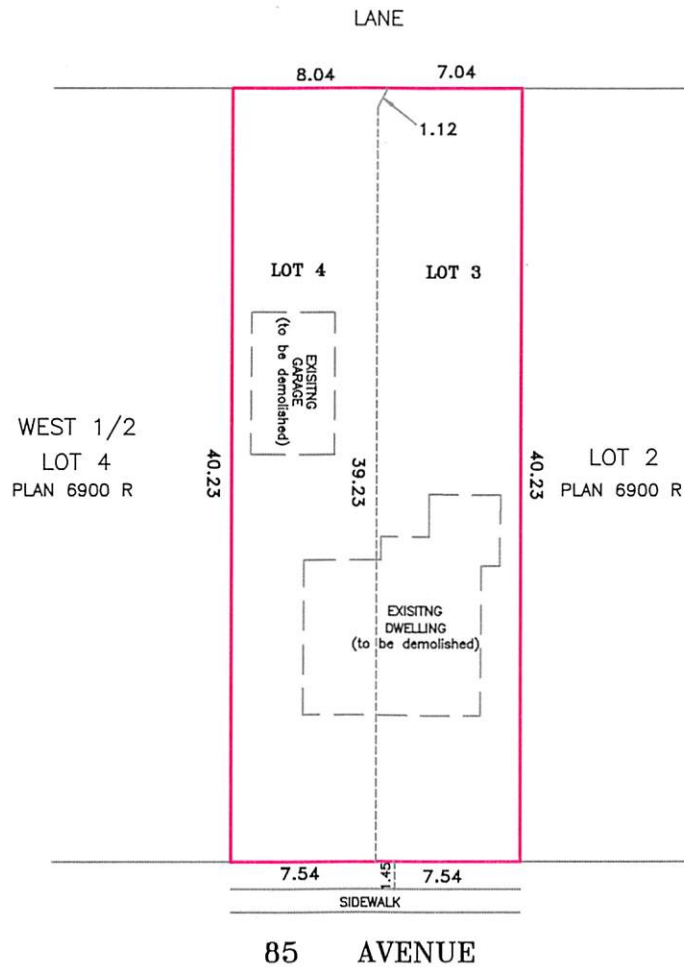 LANE
8.04
7.04
1.12
LOT 4
LOT 3
EXISITNG
GARAGE
(to be demolished)
WEST 1/2
LOT 4
PLAN 6900 R
40.23
39.23
40.23
LOT 2
PLAN 6900 R
EXISITNG
DWELLING
(to be demolished)
7.54
1.45
7.54
SIDEWALK
85 AVENUE